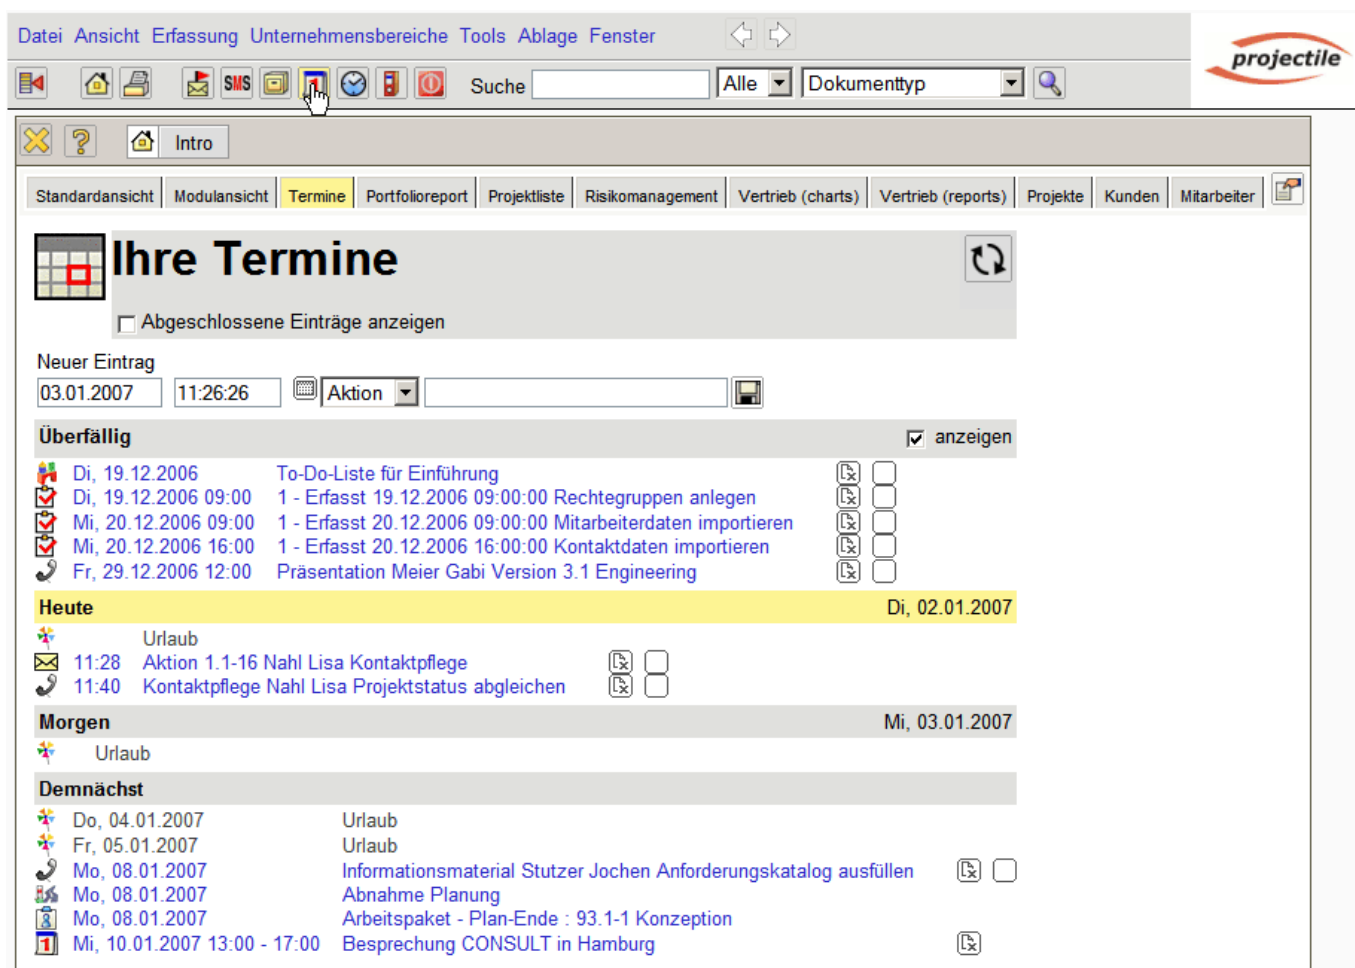 Datei Ansicht Erfassung Unternehmensbereiche Tools Ablage Fenster
projectile
SMS 1 Suche Alle Dokumenttyp
Intro
Standardansicht Modulansicht Termine Portfolioreport Projektliste Risikomanagement Vertrieb (charts) Vertrieb (reports) Projekte Kunden Mitarbeiter
Ihre Termine
Abgeschlossene Einträge anzeigen
Neuer Eintrag
03.01.2007 11:26:26 Aktion
Überfällig anzeigen
Di, 19.12.2006 To-Do-Liste für Einführung
Di, 19.12.2006 09:00 1 - Erfasst 19.12.2006 09:00:00 Rechtegruppen anlegen
Mi, 20.12.2006 09:00 1 - Erfasst 20.12.2006 09:00:00 Mitarbeiterdaten importieren
Mi, 20.12.2006 16:00 1 - Erfasst 20.12.2006 16:00:00 Kontaktdaten importieren
Fr, 29.12.2006 12:00 Präsentation Meier Gabi Version 3.1 Engineering
Heute Di, 02.01.2007
Urlaub
11:28 Aktion 1.1-16 Nahl Lisa Kontaktpflege
11:40 Kontaktpflege Nahl Lisa Projektstatus abgleichen
Morgen Mi, 03.01.2007
Urlaub
Demnächst
Do, 04.01.2007 Urlaub
Fr, 05.01.2007 Urlaub
Mo, 08.01.2007 Informationsmaterial Stutzer Jochen Anforderungskatalog ausfüllen
Mo, 08.01.2007 Abnahme Planung
Mo, 08.01.2007 Arbeitspaket - Plan-Ende : 93.1-1 Konzeption
1 Mi, 10.01.2007 13:00 - 17:00 Besprechung CONSULT in Hamburg